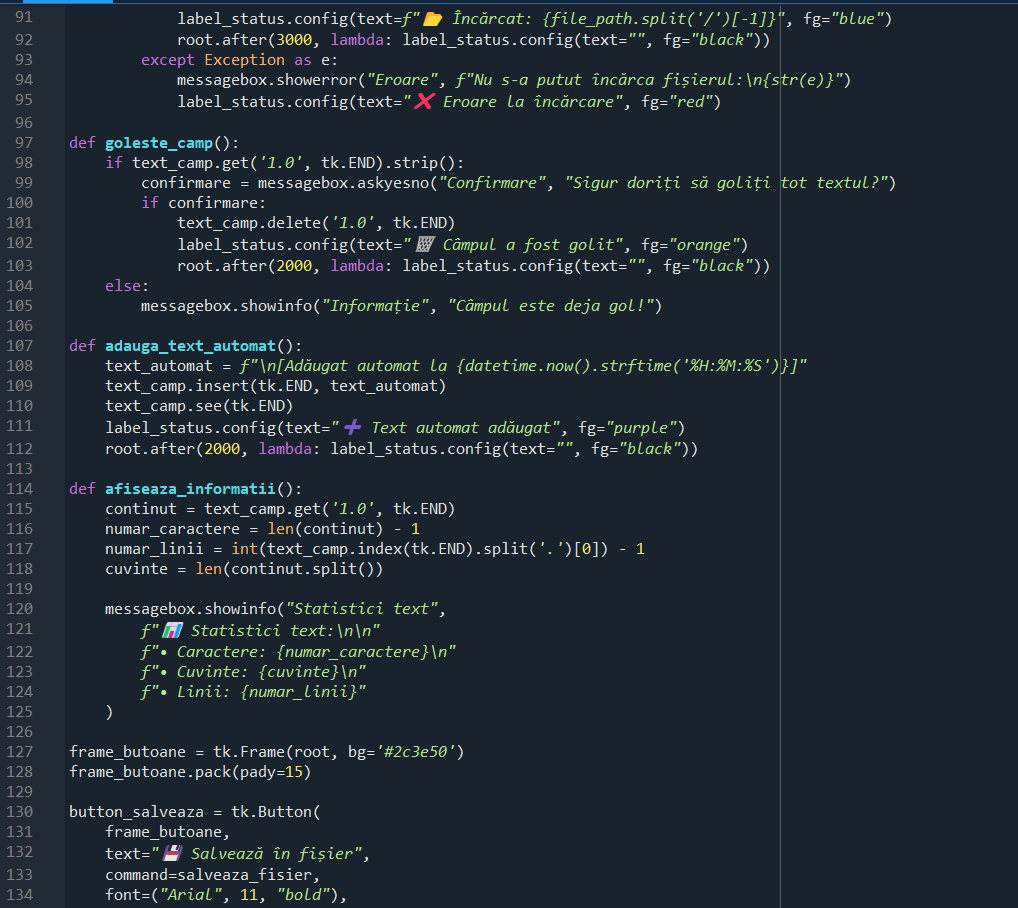 91 label_status.config(text=f"📂 Încărcat: {file_path.split('/')[-1]}", fg="blue")
92 root.after(3000, lambda: label_status.config(text="", fg="black"))
93 except Exception as e:
94 messagebox.showerror("Eroare", f"Nu s-a putut încărca fișierul:\n{str(e)}")
95 label_status.config(text="❌ Eroare la încărcare", fg="red")
96
97 def goleste_camp():
98 if text_camp.get('1.0', tk.END).strip():
99 confirmare = messagebox.askyesno("Confirmare", "Sigur doriți să goliți tot textul?")
100 if confirmare:
101 text_camp.delete('1.0', tk.END)
102 label_status.config(text="🗑 Câmpul a fost golit", fg="orange")
103 root.after(2000, lambda: label_status.config(text="", fg="black"))
104 else:
105 messagebox.showinfo("Informație", "Câmpul este deja gol!")
106
107 def adauga_text_automat():
108 text_automat = f"\n[Adăugat automat la {datetime.now().strftime('%H:%M:%S')}]"
109 text_camp.insert(tk.END, text_automat)
110 text_camp.see(tk.END)
111 label_status.config(text="➕ Text automat adăugat", fg="purple")
112 root.after(2000, lambda: label_status.config(text="", fg="black"))
113
114 def afiseaza_informatii():
115 continut = text_camp.get('1.0', tk.END)
116 numar_caractere = len(continut) - 1
117 numar_linii = int(text_camp.index(tk.END).split('.')[0]) - 1
118 cuvinte = len(continut.split())
119
120 messagebox.showinfo("Statistici text",
121 f"📊 Statistici text:\n\n"
122 f"• Caractere: {numar_caractere}\n"
123 f"• Cuvinte: {cuvinte}\n"
124 f"• Linii: {numar_linii}"
125 )
126
127 frame_butoane = tk.Frame(root, bg='#2c3e50')
128 frame_butoane.pack(pady=15)
129
130 button_salveaza = tk.Button(
131 frame_butoane,
132 text="💾 Salvează în fișier",
133 command=salveaza_fisier,
134 font=("Arial", 11, "bold"),